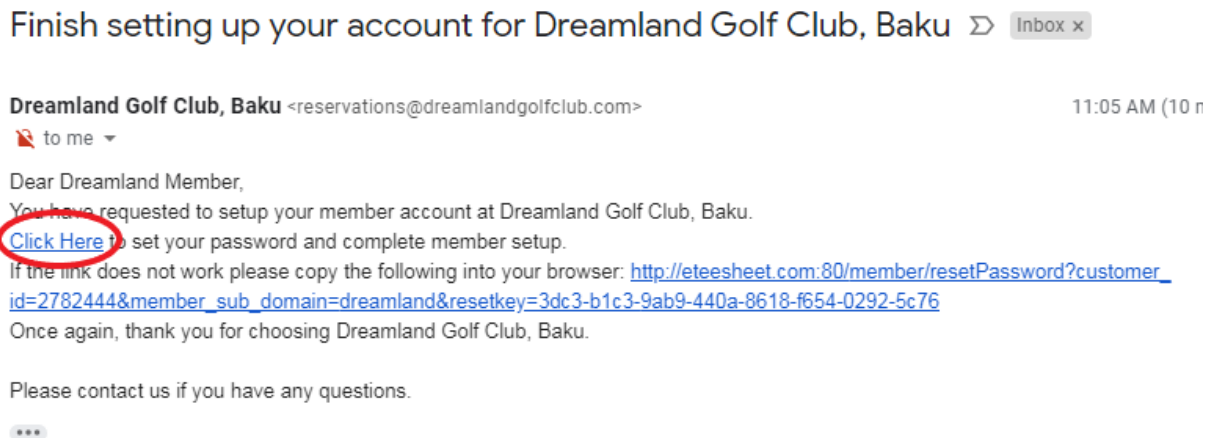 Finish setting up your account for Dreamland Golf Club, Baku Inbox x
Dreamland Golf Club, Baku <reservations@dreamlandgolfclub.com> 11:05 AM (10
to me
Dear Dreamland Member,
You have requested to setup your member account at Dreamland Golf Club, Baku.
Click Here to set your password and complete member setup.
If the link does not work please copy the following into your browser: http://eteesheet.com:80/member/resetPassword?customer_
id=2782444&member_sub_domain=dreamland&resetkey=3dc3-b1c3-9ab9-440a-8618-f654-0292-5c76
Once again, thank you for choosing Dreamland Golf Club, Baku.
Please contact us if you have any questions.